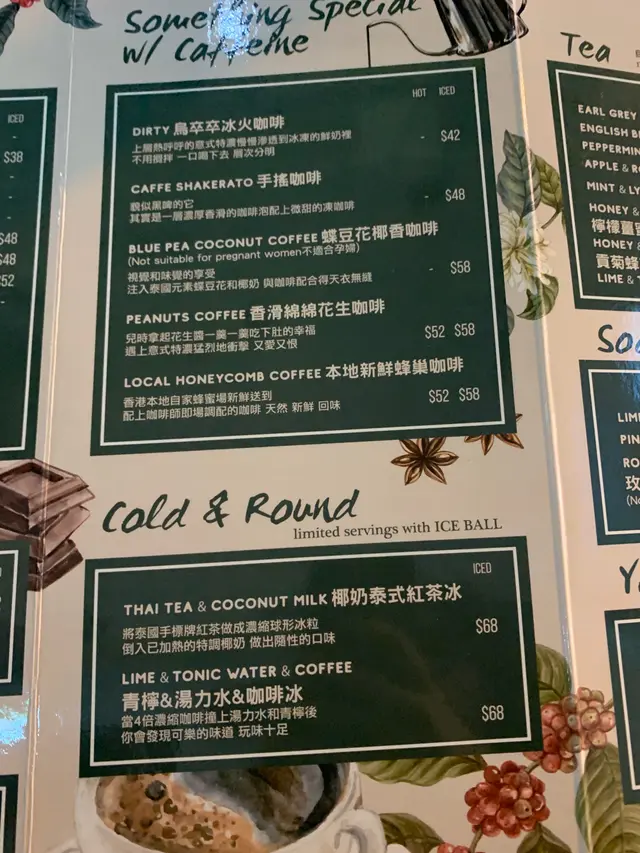 ICED
$38
$48
$48
$52
Something Special
w/ Caffeine
HOT ICED
DIRTY 鳥卒卒冰火咖啡
上層熱呼呼的意式特濃慢慢滲透到冰凍的鮮奶裡
不用攪拌 一口喝下去 層次分明
- $42
CAFFE SHAKERATO 手搖咖啡
貌似黑啤的它
其實是一層濃厚香滑的咖啡泡配上微甜的凍咖啡
- $48
BLUE PEA COCONUT COFFEE 蝶豆花椰香咖啡
(Not suitable for pregnant women不適合孕婦)
視覺和味覺的享受
注入泰國元素蝶豆花和椰奶 與咖啡配合得天衣無縫
- $58
PEANUTS COFFEE 香滑綿綿花生咖啡
兒時拿起花生醬一羹一羹吃下肚的幸福
遇上意式特濃猛烈地衝擊 又愛又恨
$52 $58
LOCAL HONEYCOMB COFFEE 本地新鮮蜂巢咖啡
香港本地自家蜂蜜場新鮮送到
配上咖啡師即場調配的咖啡 天然 新鮮 回味
$52 $58
Cold & Round
limited servings with ICE BALL
ICED
THAI TEA & COCONUT MILK 椰奶泰式紅茶冰
將泰國手標牌紅茶做成濃縮球形冰粒
倒入已加熱的特調椰奶 做出隨性的口味
$68
LIME & TONIC WATER & COFFEE
青檸&湯力水&咖啡冰
當4倍濃縮咖啡撞上湯力水和青檸後
你會發現可樂的味道 玩味十足
$68
Tea
EARL GREY
ENGLISH
PEPPERMIN
APPLE &
MINT & LY
HONEY &
檸檬薑
HONEY &
貢菊蜂
LIME &
LIME
PIN
RO
玫